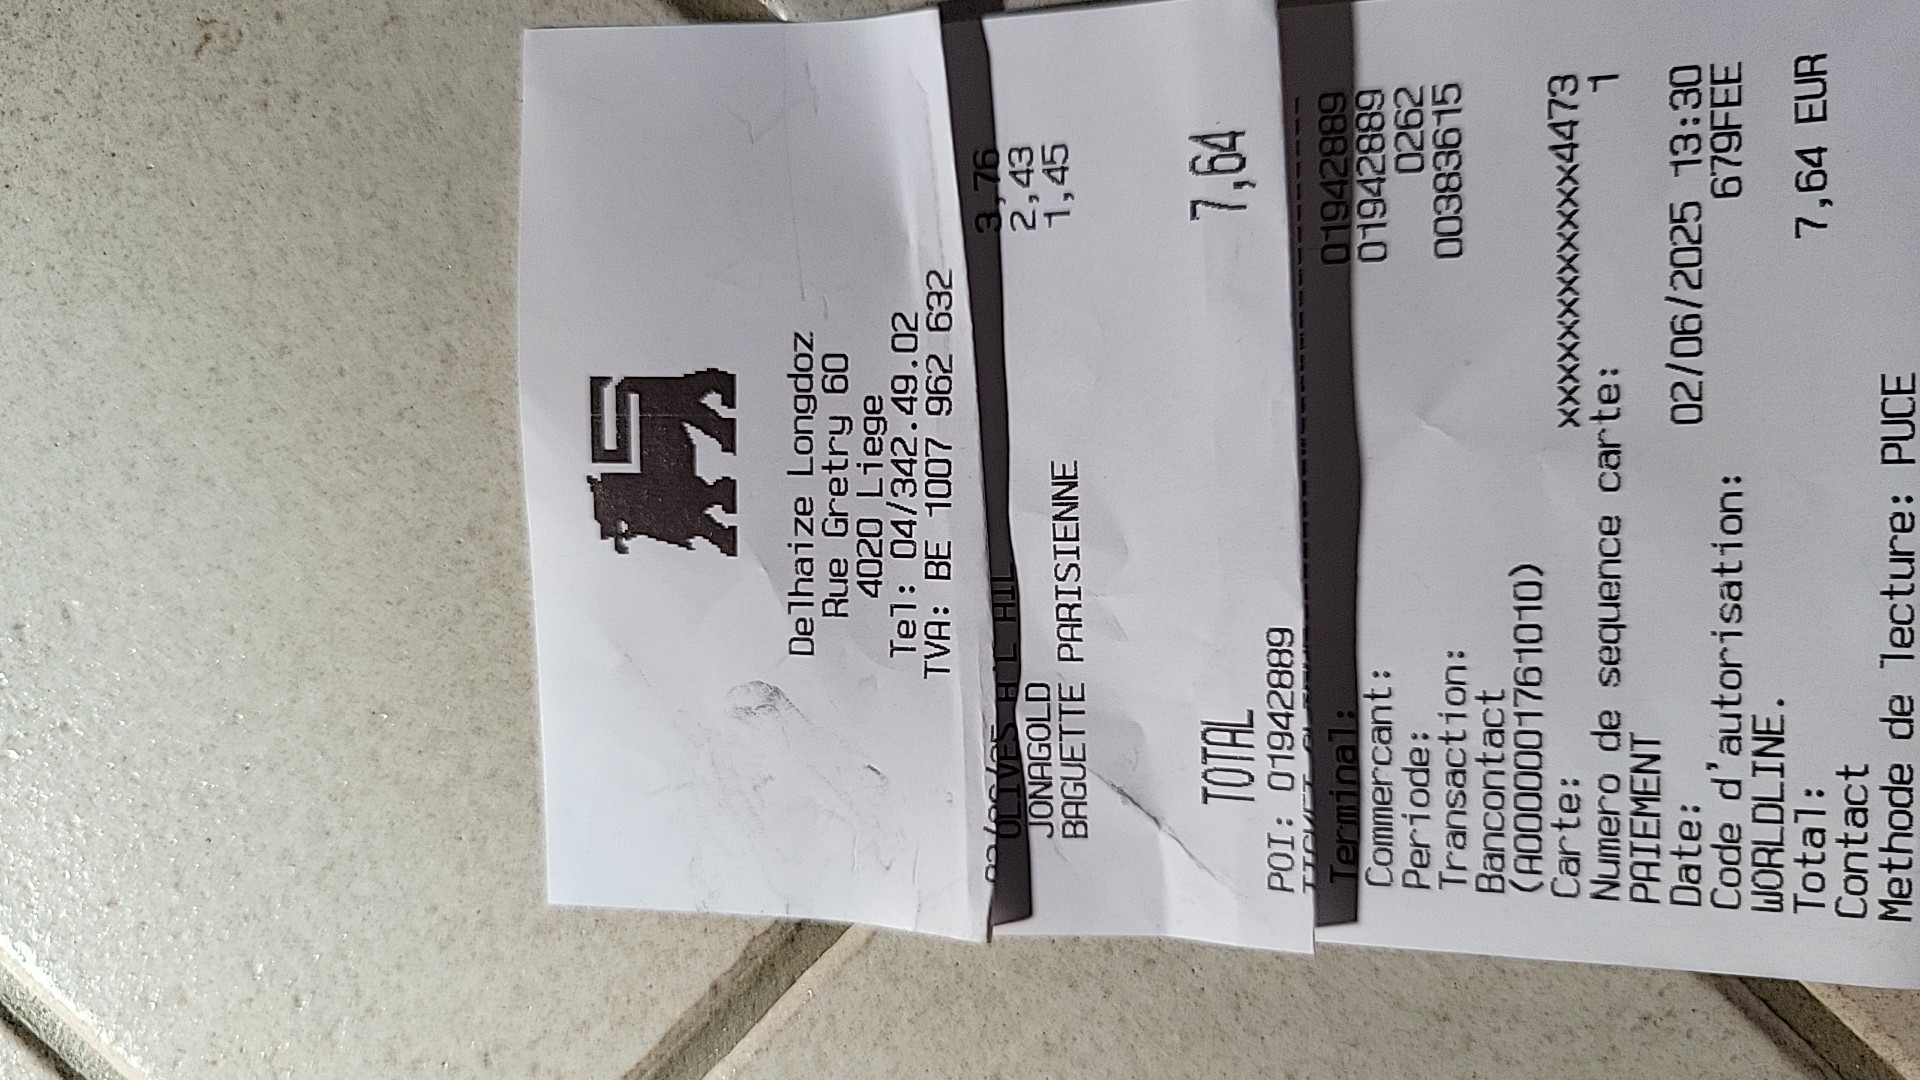 Delhaize Longdoz
Rue Gretry 60
4020 Liege
Tel: 04/342.49.02
TVA: BE 1007 962 632
OLIVES A L AIL 3,76
JONAGOLD 2,43
BAGUETTE PARISIENNE 1,45
TOTAL 7,64
POI: 01942889
Terminal: 01942889
Commercant: 01942889
Periode: 0262
Transaction: 00383615
Bancontact
(A0000001761010)
Carte: xxxxxxxxxxxxx4473
Numero de sequence carte: 1
PAIEMENT
Date: 02/06/2025 13:30
Code d'autorisation: 679FEE
WORLDLINE.
Total: 7,64 EUR
Contact
Methode de lecture: PUCE